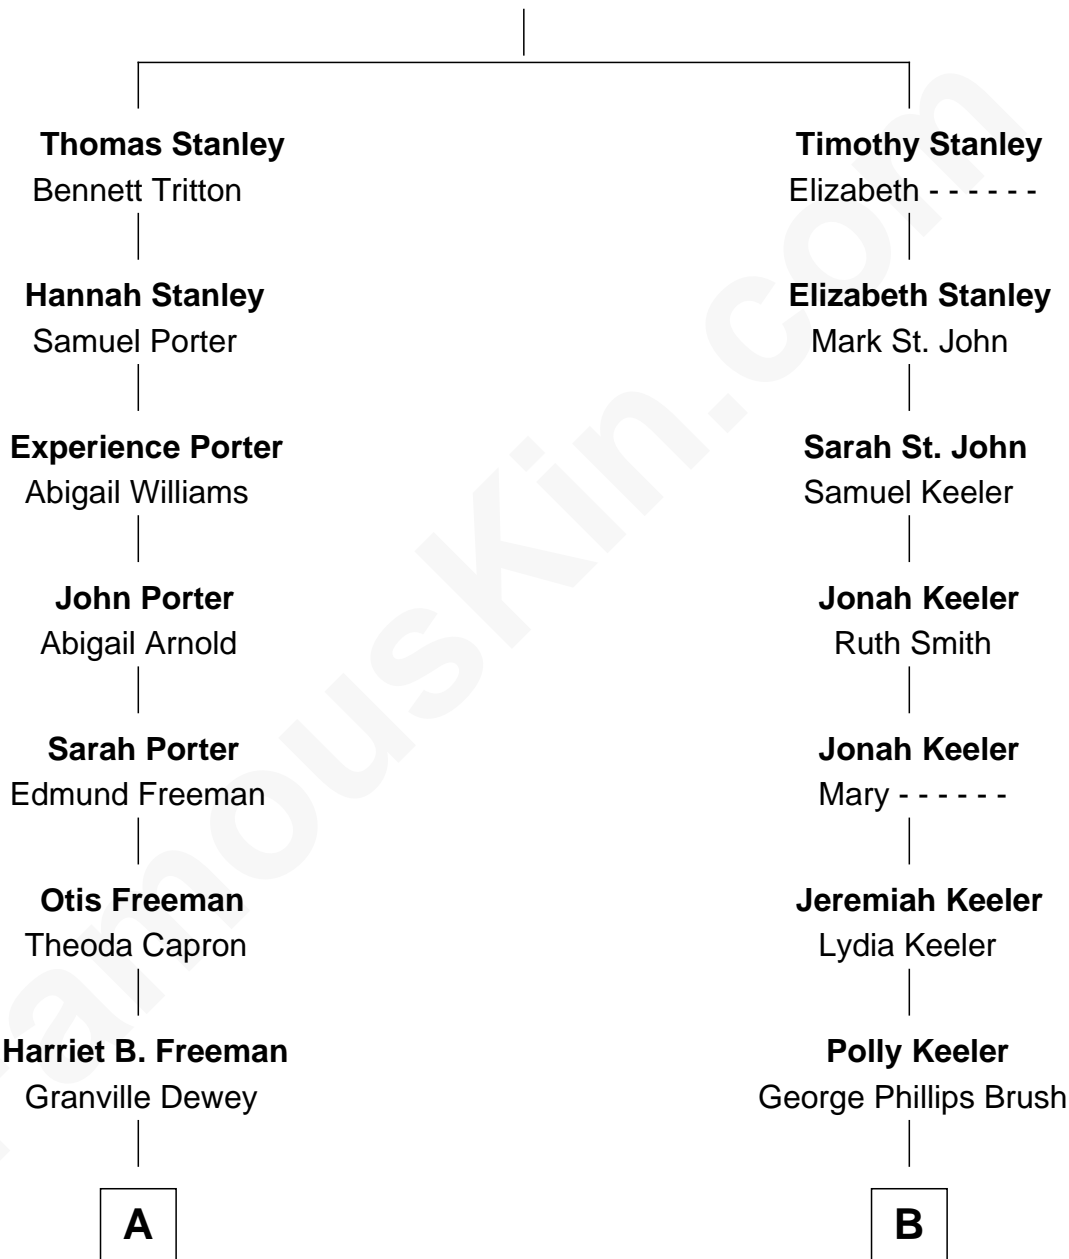 Thomas Stanley
Bennett Tritton
Hannah Stanley
Samuel Porter
Experience Porter
Abigail Williams
John Porter
Abigail Arnold
Sarah Porter
Edmund Freeman
Otis Freeman
Theoda Capron
Harriet B. Freeman
Granville Dewey
A
Timothy Stanley
Elizabeth - - - - - -
Elizabeth Stanley
Mark St. John
Sarah St. John
Samuel Keeler
Jonah Keeler
Ruth Smith
Jonah Keeler
Mary - - - - - -
Jeremiah Keeler
Lydia Keeler
Polly Keeler
George Phillips Brush
B
FamousKin.com